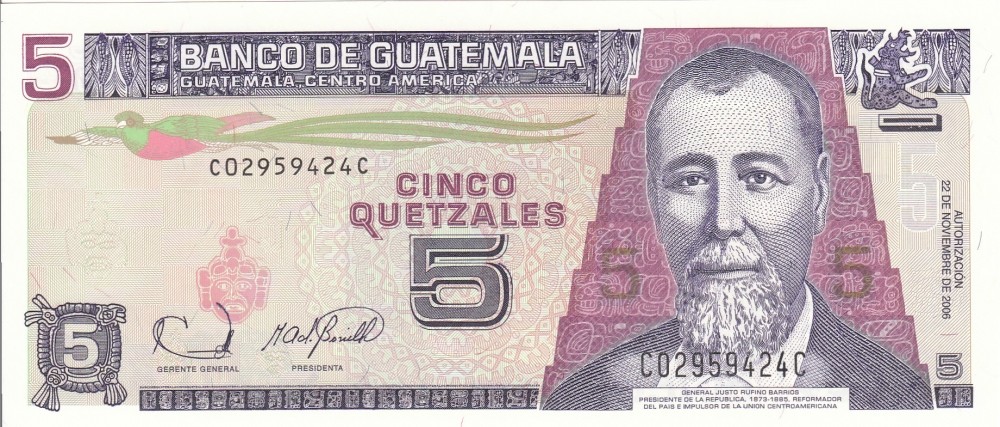 5
BANCO DE GUATEMALA
GUATEMALA, CENTRO AMERICA
C02959424C
CINCO
QUETZALES
5
5
5
5
5
AUTORIZACIÓN
22 DE NOVIEMBRE DE 2006
5
GERENTE GENERAL
PRESIDENTA
C02959424C
5
GENERAL JUSTO RUFINO BARRIOS
PRESIDENTE DE LA REPUBLICA, 1873-1885, REFORMADOR
DEL PAIS E IMPULSOR DE LA UNION CENTROAMERICANA